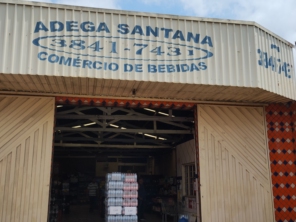 ADEGA SANTANA
3841-7431
COMÉRCIO DE BEBIDAS